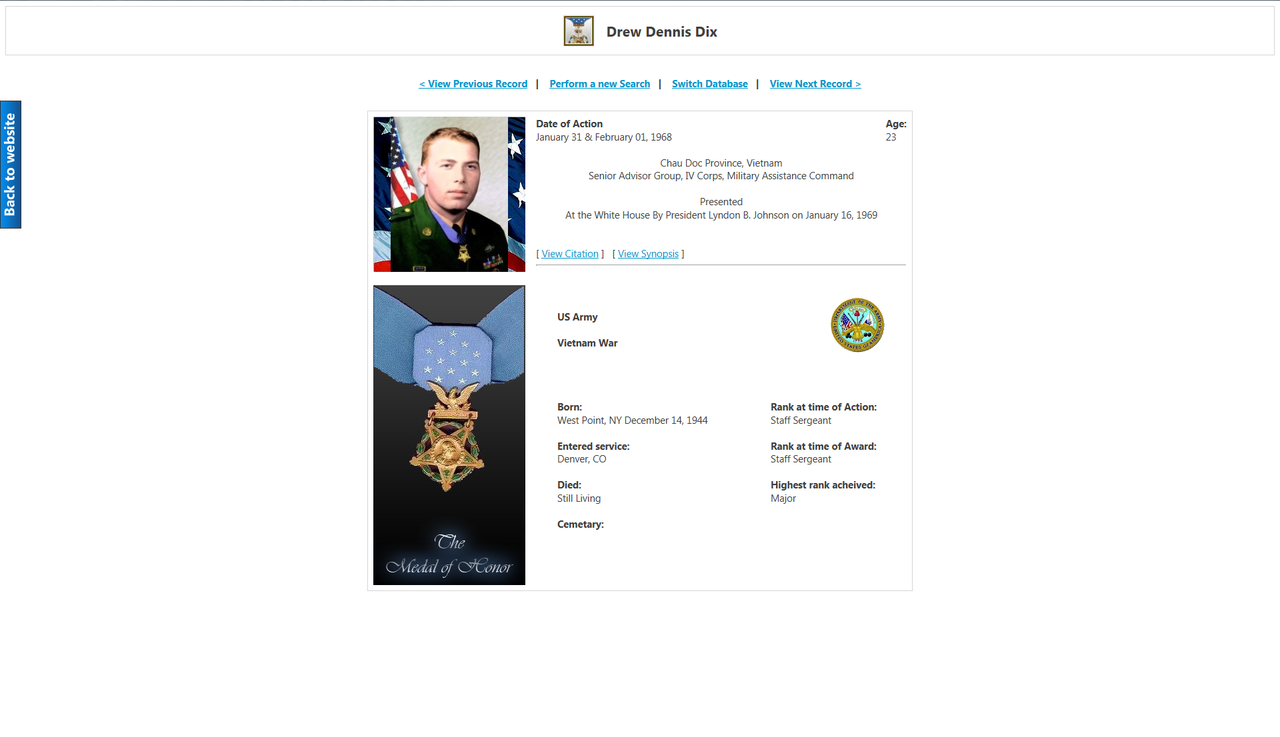 Drew Dennis Dix
< View Previous Record | Perform a new Search | Switch Database | View Next Record >
Back to website
Date of Action
January 31 & February 01, 1968
Age:
23
Chau Doc Province, Vietnam
Senior Advisor Group, IV Corps, Military Assistance Command
Presented
At the White House By President Lyndon B. Johnson on January 16, 1969
[ View Citation ] [ View Synopsis ]
US Army
Vietnam War
Born:
West Point, NY December 14, 1944
Rank at time of Action:
Staff Sergeant
Entered service:
Denver, CO
Rank at time of Award:
Staff Sergeant
Died:
Still Living
Highest rank acheived:
Major
Cemetary:
The
Medal of Honor